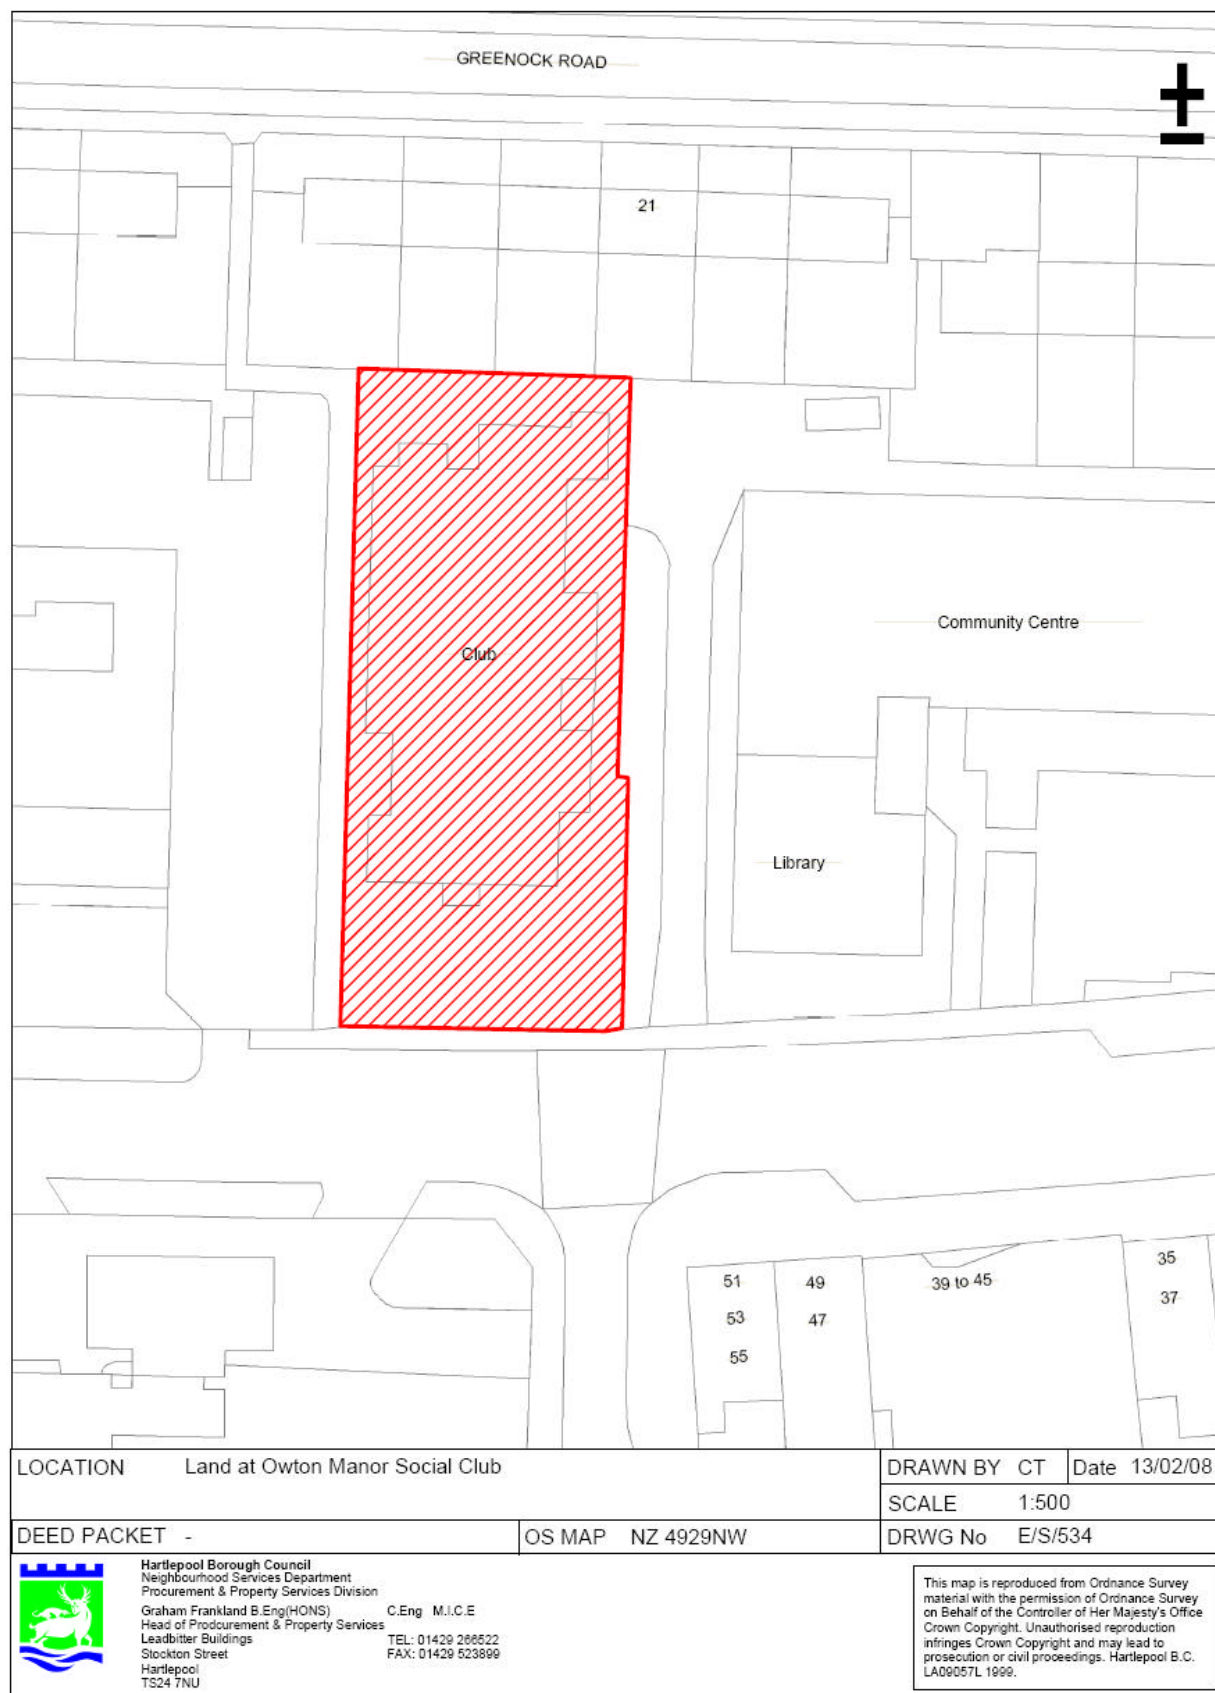 GREENOCK ROAD
21
Club
Community Centre
Library
51
53
55
49
47
39 to 45
35
37
LOCATION Land at Owton Manor Social Club
DRAWN BY CT Date 13/02/08
SCALE 1:500
DEED PACKET -
OS MAP NZ 4929NW
DRWG No E/S/534
Hartlepool Borough Council
Neighbourhood Services Department
Procurement & Property Services Division
Graham Frankland B.Eng(HONS) C.Eng M.I.C.E
Head of Prodcurement & Property Services
Leadbitter Buildings TEL: 01429 266522
Stockton Street FAX: 01429 523899
Hartlepool
TS24 7NU
This map is reproduced from Ordnance Survey
material with the permission of Ordnance Survey
on Behalf of the Controller of Her Majesty's Office
Crown Copyright. Unauthorised reproduction
infringes Crown Copyright and may lead to
prosecution or civil proceedings. Hartlepool B.C.
LA09057L 1999.